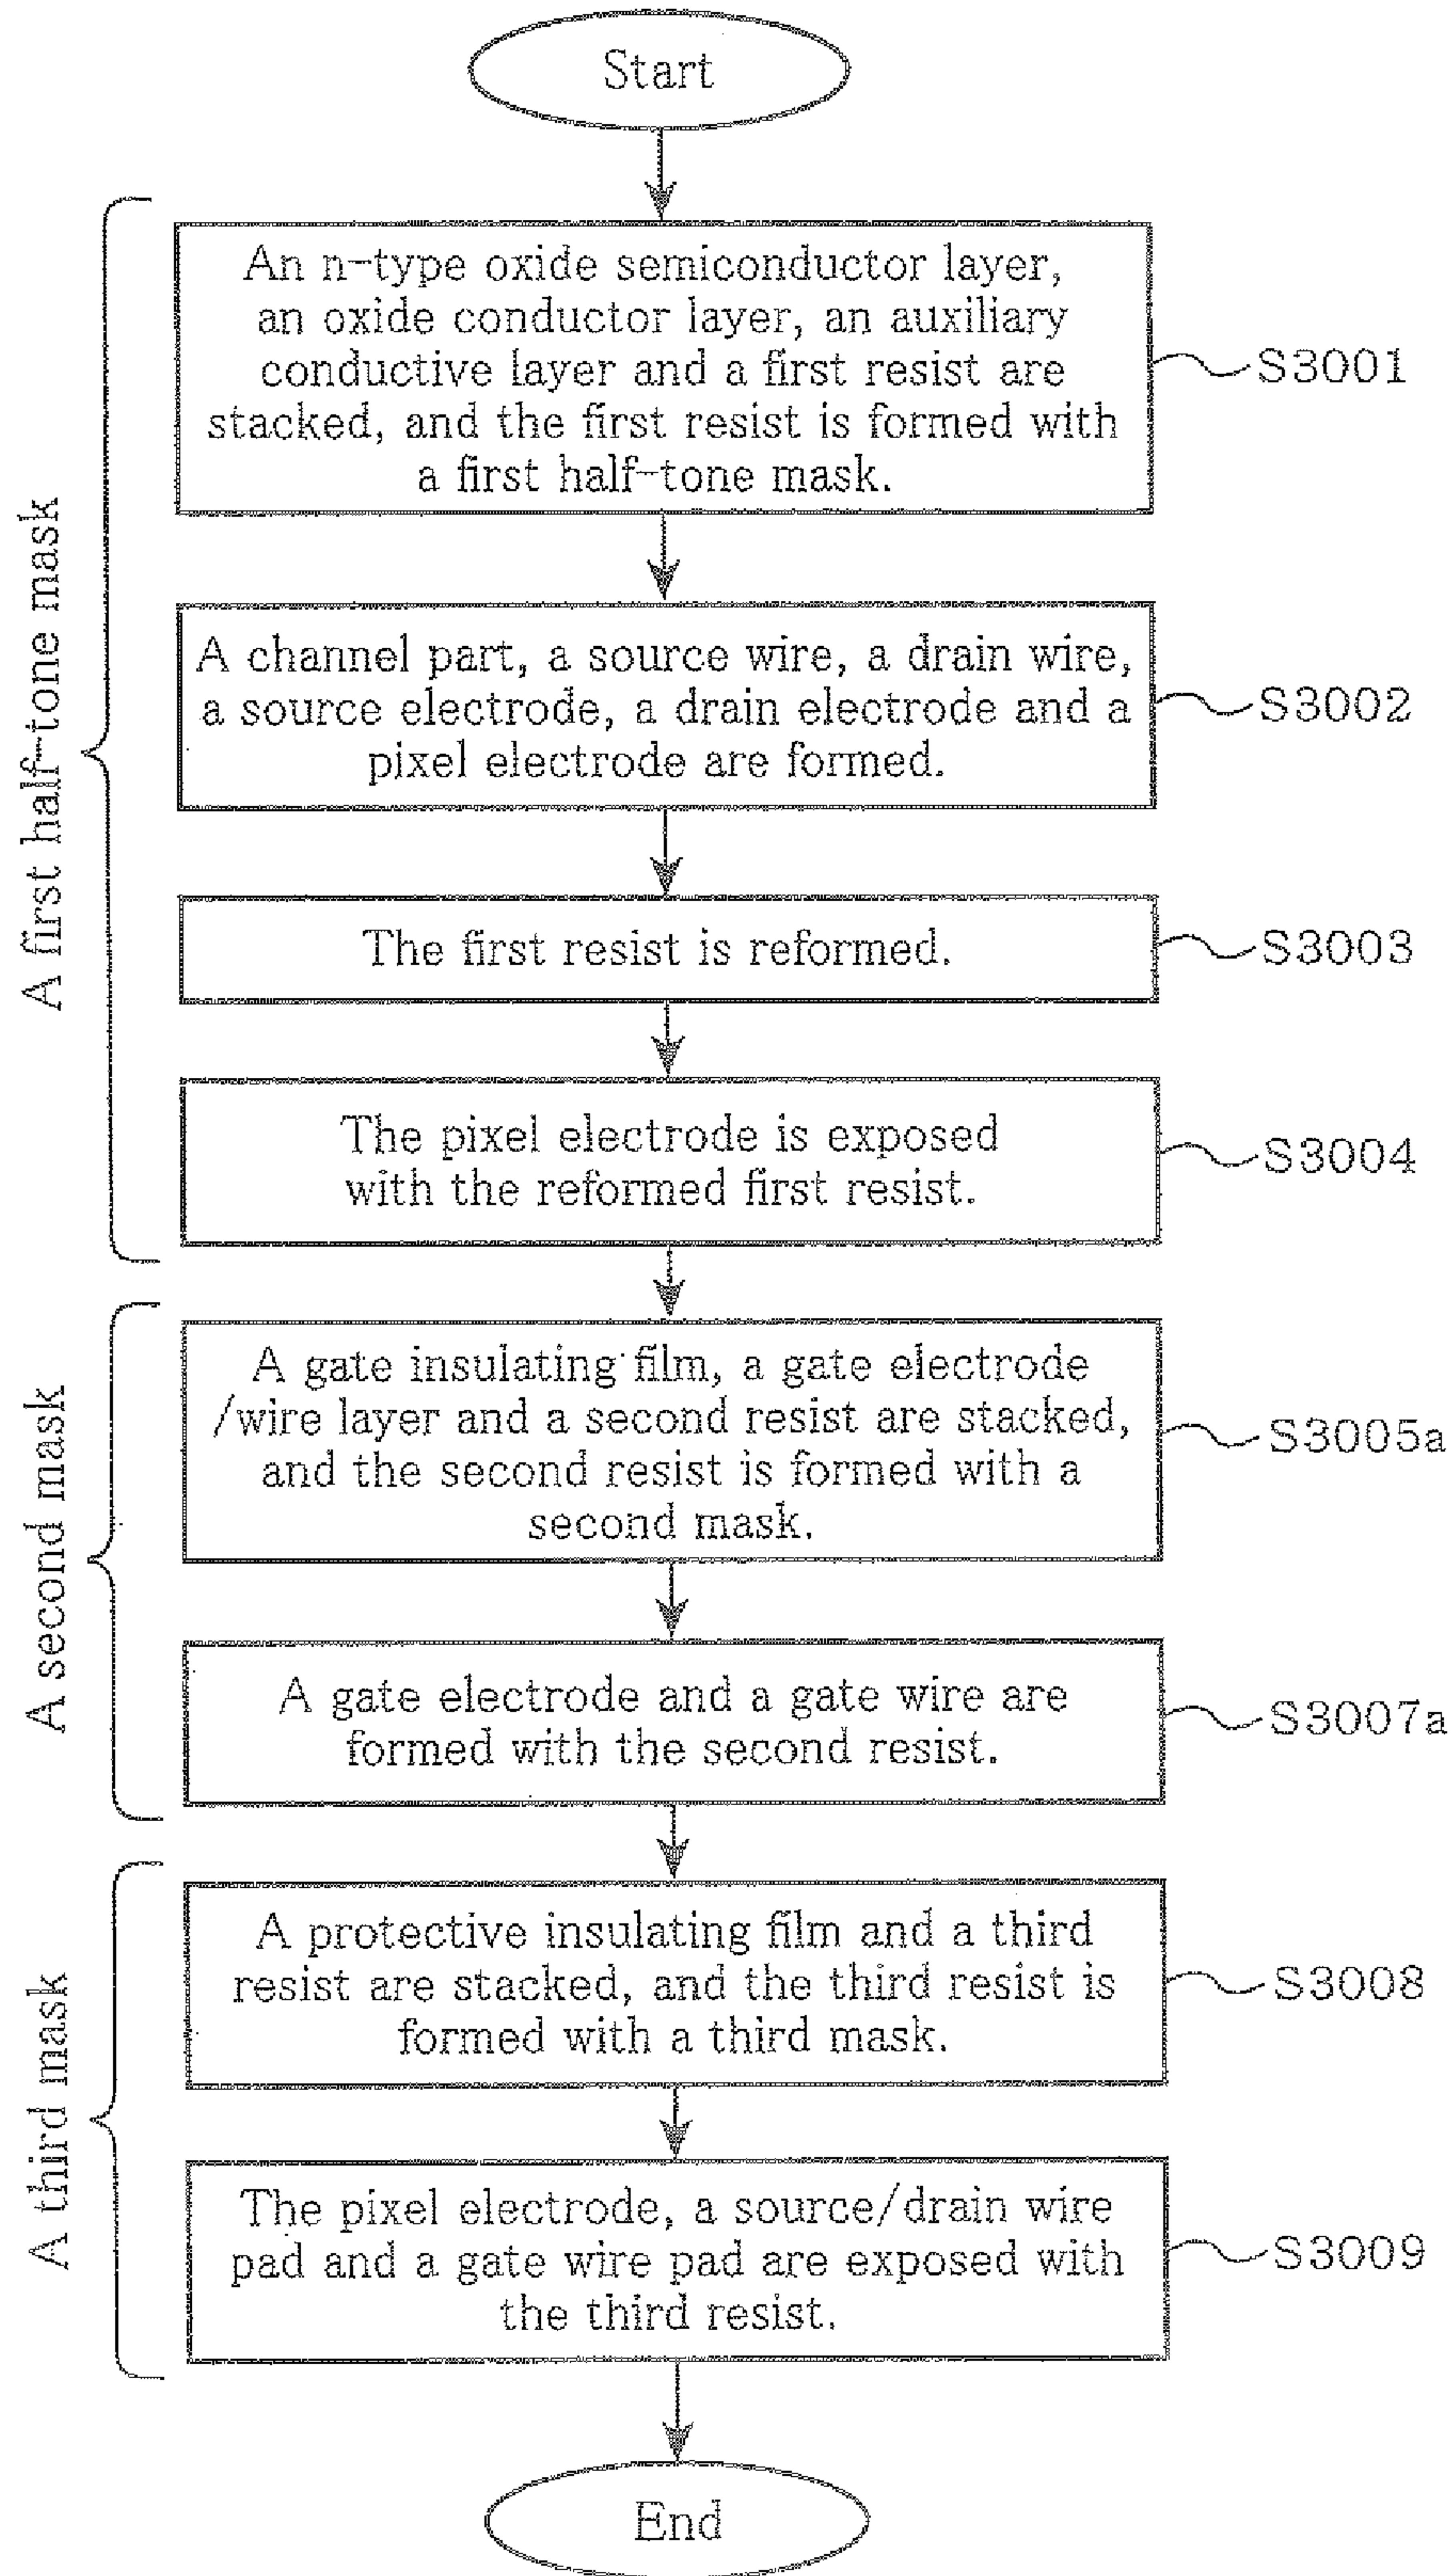 Start
A first half-tone mask
An n-type oxide semiconductor layer,
an oxide conductor layer, an auxiliary
conductive layer and a first resist are
stacked, and the first resist is formed with
a first half-tone mask.
S3001
A channel part, a source wire, a drain wire,
a source electrode, a drain electrode and a
pixel electrode are formed.
S3002
The first resist is reformed.
S3003
The pixel electrode is exposed
with the reformed first resist.
S3004
A second mask
A gate insulating film, a gate electrode
/wire layer and a second resist are stacked,
and the second resist is formed with a
second mask.
S3005a
A gate electrode and a gate wire are
formed with the second resist.
S3007a
A third mask
A protective insulating film and a third
resist are stacked, and the third resist is
formed with a third mask.
S3008
The pixel electrode, a source/drain wire
pad and a gate wire pad are exposed with
the third resist.
S3009
End